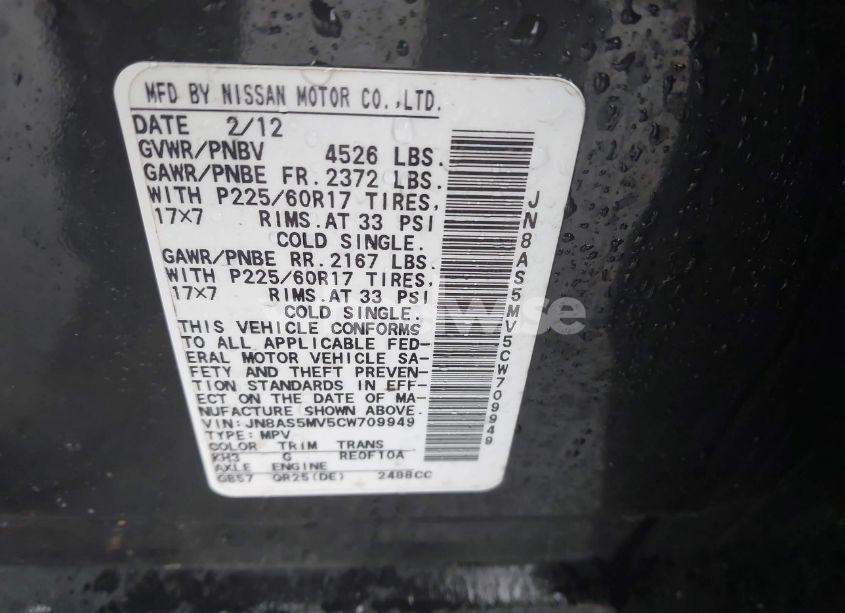 MFD BY NISSAN MOTOR CO.,LTD.
DATE 2/12
GVWR/PNBV 4526 LBS.
GAWR/PNBE FR.2372 LBS.
WITH P225/60R17 TIRES,
17X7 RIMS.AT 33 PSI
COLD SINGLE.
GAWR/PNBE RR.2167 LBS.
WITH P225/60R17 TIRES,
17X7 RIMS.AT 33 PSI
COLD SINGLE.
THIS VEHICLE CONFORMS
TO ALL APPLICABLE FED-
ERAL MOTOR VEHICLE SA-
FETY AND THEFT PREVEN-
TION STANDARDS IN EFF-
ECT ON THE DATE OF MA-
NUFACTURE SHOWN ABOVE.
VIN: JN8AS5MV5CW709949
TYPE: MPV
COLOR TRIM TRANS
KH3 G RE0F10A
AXLE ENGINE
GB57 QR25(DE) 2488CC
JN8AS5MV5CW709949